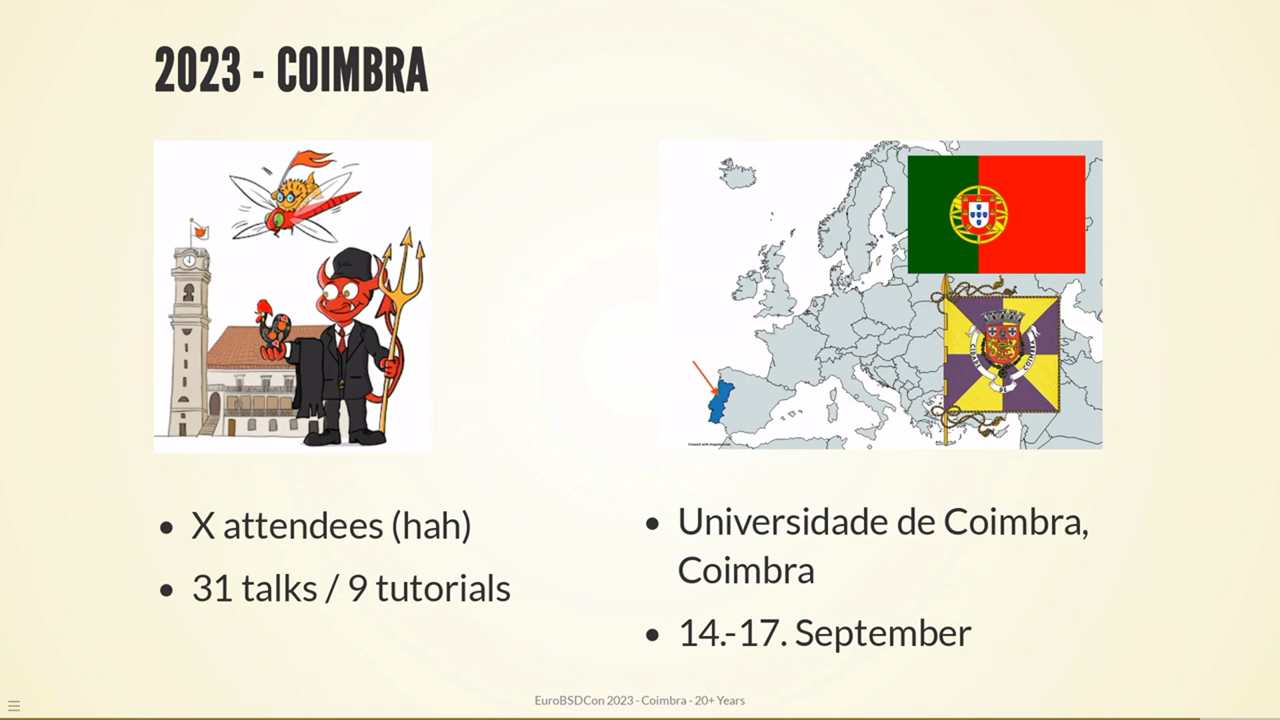 2023 - COIMBRA
• X attendees (hah)
• 31 talks / 9 tutorials
• Universidade de Coimbra,
Coimbra
• 14.-17. September
EuroBSDCon 2023 - Coimbra - 20+ Years